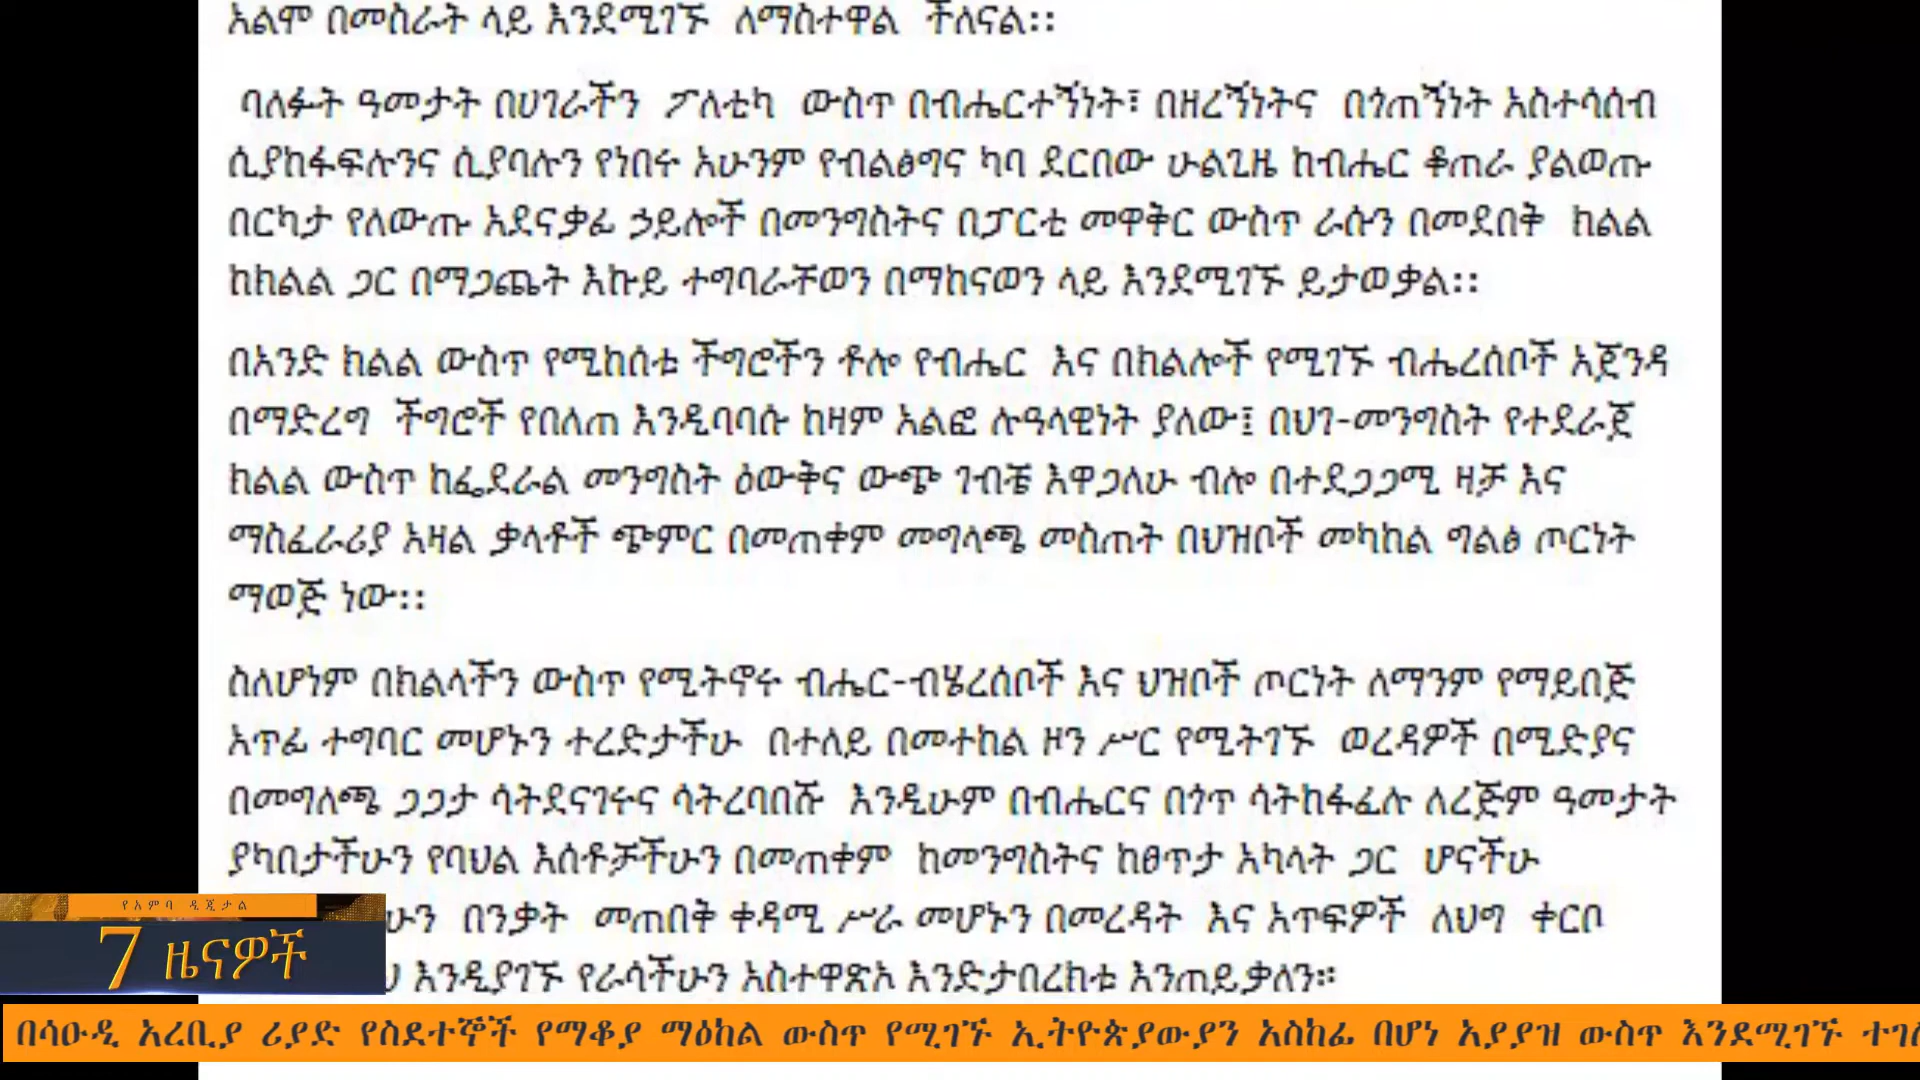 አልሞ በመስራት ላይ እንደሚገኙ ለማስተዋል ችለናል፡፡
ባለፉት ዓመታት በሀገራችን ፖለቲካ ውስጥ በብሔርተኝነት፣ በዘረኝነትና በጎጠኝነት አስተሳሰብ
ሲያከፋፍሉንና ሲያባሉን የነበሩ አሁንም የብልፅግና ካባ ደርበው ሁልጊዜ ከብሔር ቆጠራ ያልወጡ
በርካታ የለውጡ አደናቃፊ ኃይሎች በመንግስትና በፓርቲ መዋቅር ውስጥ ራሱን በመደበቅ ክልል
ከክልል ጋር በማጋጨት እኩይ ተግባራቸወን በማከናወን ላይ እንደሚገኙ ይታወቃል፡፡
በአንድ ክልል ውስጥ የሚከሰቱ ችግሮችን ቶሎ የብሔር እና በክልሎች የሚገኙ ብሔረሰቦች አጀንዳ
በማድረግ ችግሮች የበለጠ እንዲባባሱ ከዛም አልፎ ሉዓላዊነት ያለው፤ በህገ-መንግስት የተደራጀ
ክልል ውስጥ ከፌደራል መንግስት ዕውቅና ውጭ ገብቼ እዋጋለሁ ብሎ በተደጋጋሚ ዛቻ እና
ማስፈራሪያ አዛል ቃላቶች ጭምር በመጠቀም መግላጫ መስጠት በህዝቦች መካከል ግልፅ ጦርነት
ማወጅ ነው፡፡
ስለሆነም በክልላችን ውስጥ የሚትኖሩ ብሔር-ብሄረሰቦች እና ህዝቦች ጦርነት ለማንም የማይበጅ
አጥፊ ተግባር መሆኑን ተረድታችሁ በተለይ በመተከል ዞን ሥር የሚትገኙ ወረዳዎች በሚድያና
በመግለጫ ጋጋታ ሳትደናገሩና ሳትረባበሹ እንዲሁም በብሔርና በጎጥ ሳትከፋፈሉ ለረጅም ዓመታት
ያካበታችሁን የባህል እሰቶቻችሁን በመጠቀም ከመንግስትና ከፀጥታ አካላት ጋር ሆናችሁ
ሁን በንቃት መጠበቅ ቀዳሚ ሥራ መሆኑን በመረዳት እና አጥፍዎች ለህግ ቀርቦ
እንዲያገኙ የራሳችሁን አስተዋጽኦ እንድታበረክቱ እንጠይቃለን።
የአምባ ዲጂታል
7 ዜናዎች
በሳዑዲ አረቢያ ሪያድ የስደተኞች የማቆያ ማዕከል ውስጥ የሚገኙ ኢትዮጵያውያን አስከፊ በሆነ አያያዝ ውስጥ እንደሚገኙ